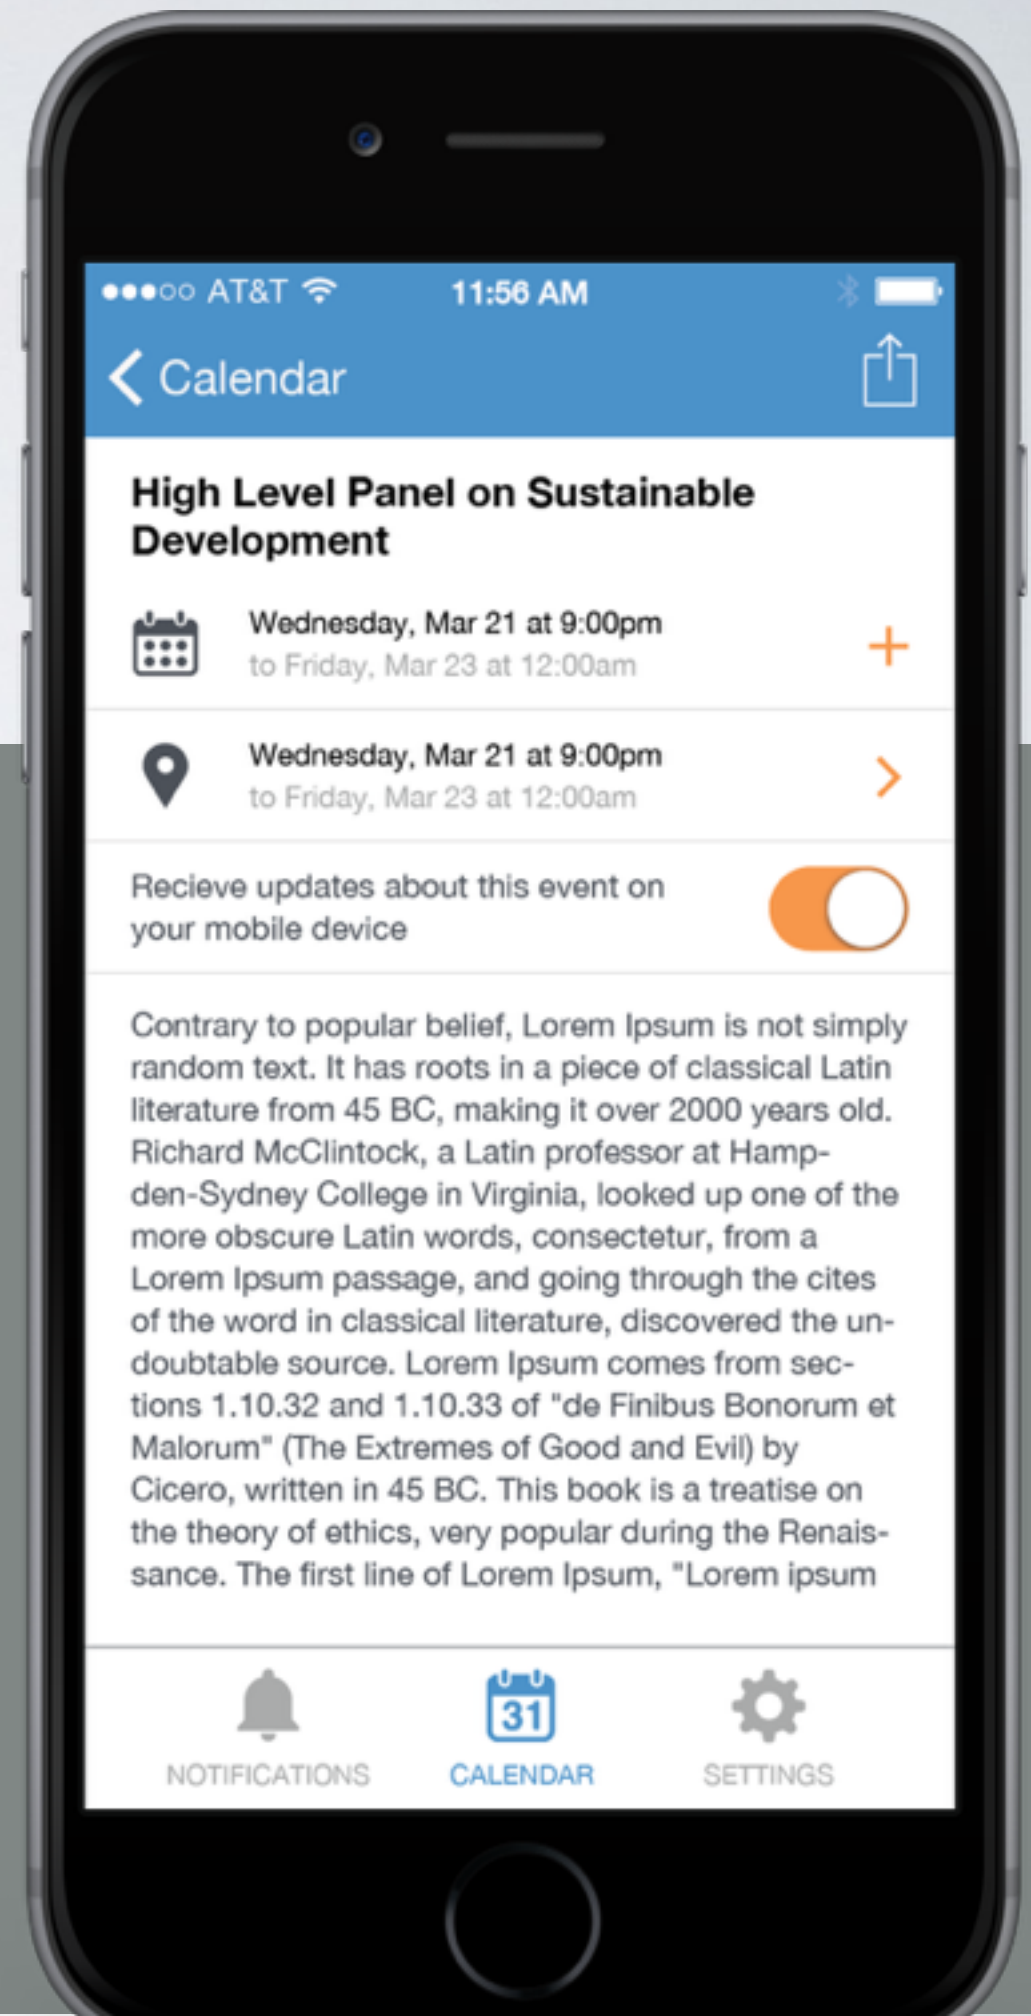 AT&T 11:56 AM
Calendar
High Level Panel on Sustainable
Development
Wednesday, Mar 21 at 9:00pm
to Friday, Mar 23 at 12:00am
Wednesday, Mar 21 at 9:00pm
to Friday, Mar 23 at 12:00am
Recieve updates about this event on
your mobile device
Contrary to popular belief, Lorem Ipsum is not simply
random text. It has roots in a piece of classical Latin
literature from 45 BC, making it over 2000 years old.
Richard McClintock, a Latin professor at Hamp-
den-Sydney College in Virginia, looked up one of the
more obscure Latin words, consectetur, from a
Lorem Ipsum passage, and going through the cites
of the word in classical literature, discovered the un-
doubtable source. Lorem Ipsum comes from sec-
tions 1.10.32 and 1.10.33 of "de Finibus Bonorum et
Malorum" (The Extremes of Good and Evil) by
Cicero, written in 45 BC. This book is a treatise on
the theory of ethics, very popular during the Renais-
sance. The first line of Lorem Ipsum, "Lorem ipsum
31
NOTIFICATIONS CALENDAR SETTINGS